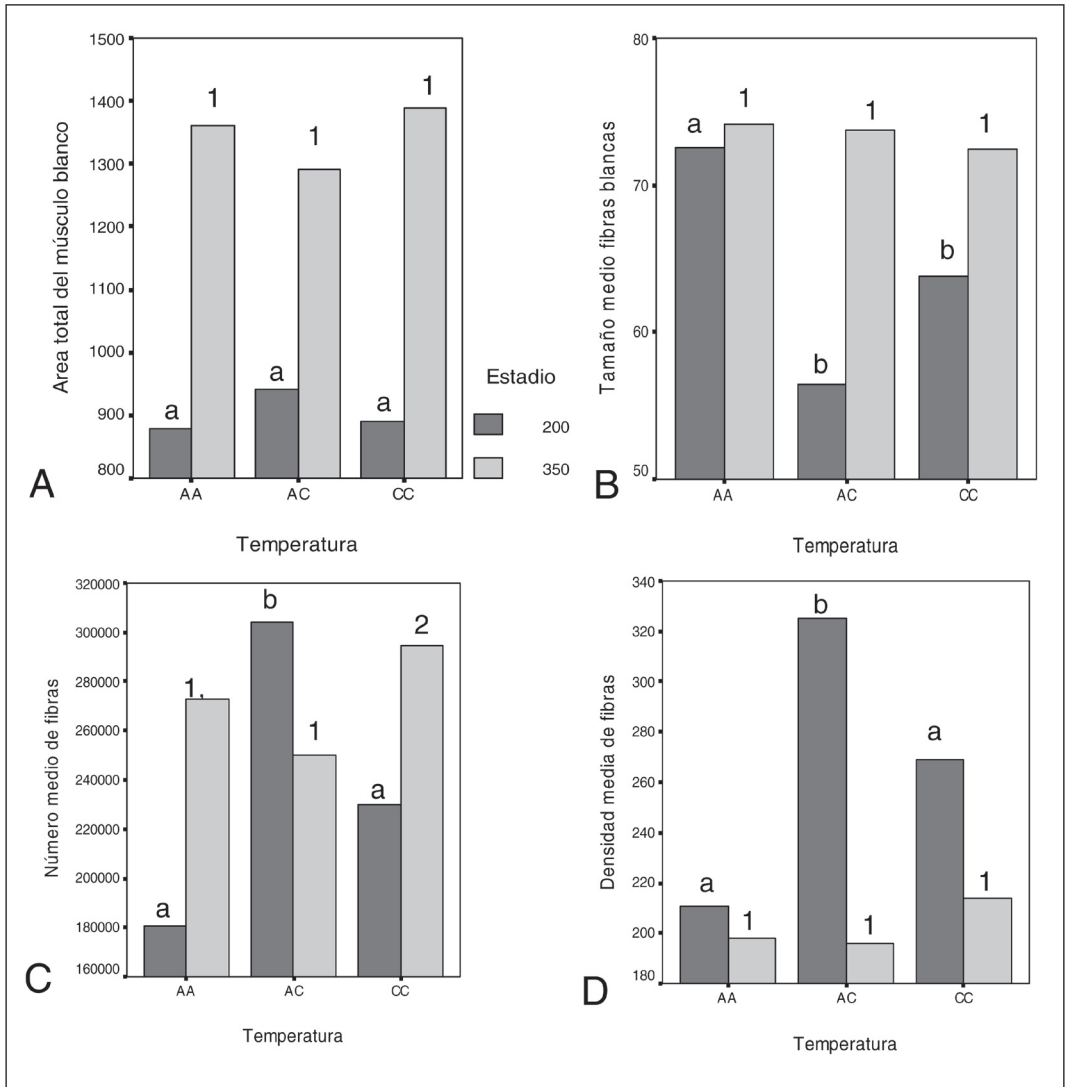 1500
1400
1300
1200
1100
1000
900
800
Area total del músculo blanco
a
1
a
1
a
1
AA
AC
CC
Temperatura
A
Estadio
200
350
80
70
60
50
Tamaño medio fibras blancas
a
1
b
1
b
1
AA
AC
CC
Temperatura
B
320000
300000
280000
260000
240000
220000
200000
180000
160000
Número medio de fibras
a
1,
b
1
a
2
AA
AC
CC
Temperatura
C
340
320
300
280
260
240
220
200
180
Densidad media de fibras
a
1
b
1
a
1
AA
AC
CC
Temperatura
D